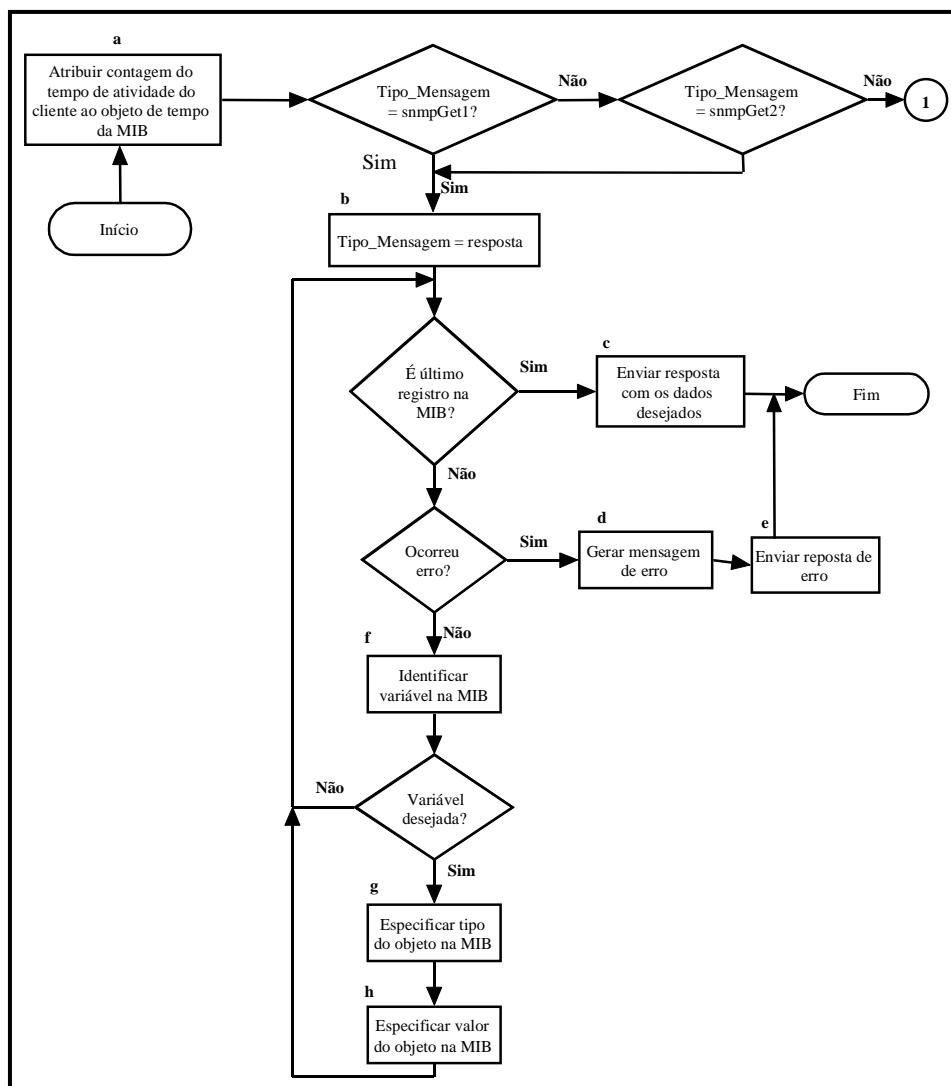 a
Atribuir contagem do
tempo de atividade do
cliente ao objeto de tempo
da MIB
Tipo_Mensagem
= snmpGet1?
Não
Tipo_Mensagem
= snmpGet2?
Não
1
Sim
Sim
Início
b
Tipo_Mensagem = resposta
É último
registro na
MIB?
Sim
c
Enviar resposta
com os dados
desejados
Fim
Não
Ocorreu
erro?
Sim
d
Gerar mensagem
de erro
e
Enviar reposta de
erro
Não
f
Identificar
variável na MIB
Não
Variável
desejada?
Sim
g
Especificar tipo
do objeto na MIB
h
Especificar valor
do objeto na MIB